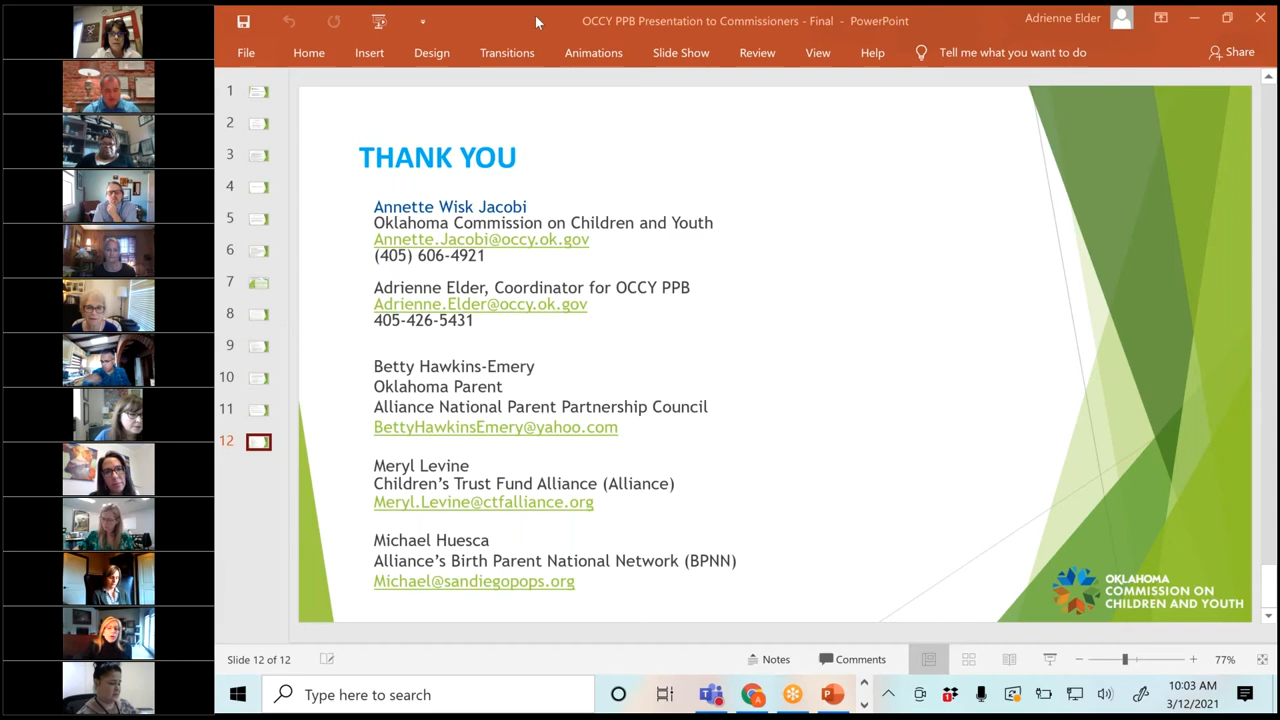 OCCY PPB Presentation to Commissioners - Final - PowerPoint
Adrienne Elder
File Home Insert Design Transitions Animations Slide Show Review View Help Tell me what you want to do Share
1
2
3
4
5
6
7
8
9
10
11
12
THANK YOU
Annette Wisk Jacobi
Oklahoma Commission on Children and Youth
Annette.Jacobi@occy.ok.gov
(405) 606-4921
Adrienne Elder, Coordinator for OCCY PPB
Adrienne.Elder@occy.ok.gov
405-426-5431
Betty Hawkins-Emery
Oklahoma Parent
Alliance National Parent Partnership Council
BettyHawkinsEmery@yahoo.com
Meryl Levine
Children's Trust Fund Alliance (Alliance)
Meryl.Levine@ctfalliance.org
Michael Huesca
Alliance's Birth Parent National Network (BPNN)
Michael@sandiegopops.org
OKLAHOMA
COMMISSION ON
CHILDREN AND YOUTH
Slide 12 of 12 Notes Comments 77%
Type here to search
10:03 AM
3/12/2021